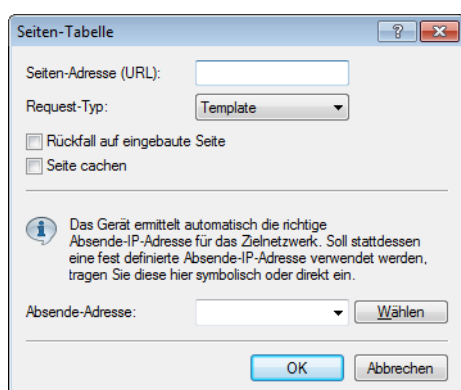 Seiten-Tabelle
Seiten-Adresse (URL):
Request-Typ: Template
Rückfall auf eingebaute Seite
Seite cachen
Das Gerät ermittelt automatisch die richtige
Absende-IP-Adresse für das Zielnetzwerk. Soll stattdessen
eine fest definierte Absende-IP-Adresse verwendet werden,
tragen Sie diese hier symbolisch oder direkt ein.
Absende-Adresse: Wählen
OK Abbrechen